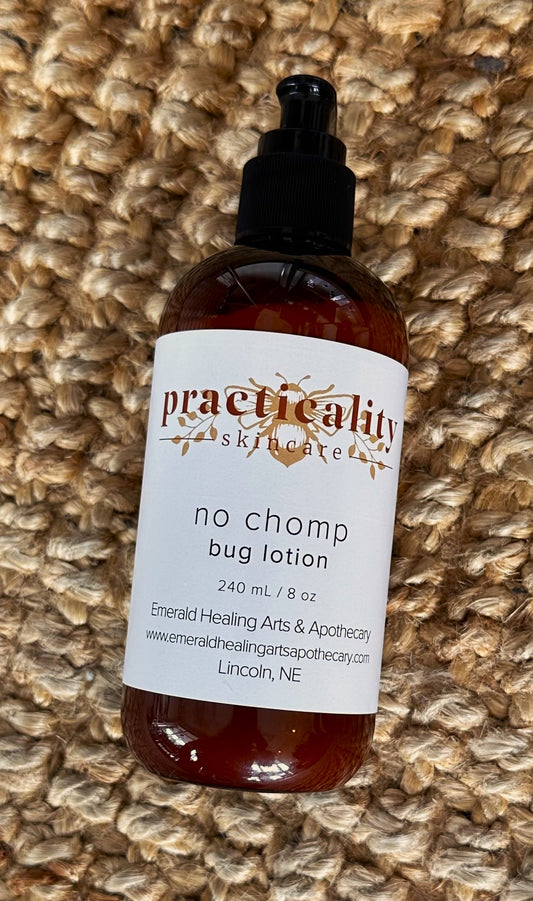 practicality
skincare
no chomp
bug lotion
240 mL / 8 oz
Emerald Healing Arts & Apothecary
www.emeraldhealingartsapothecary.com
Lincoln, NE